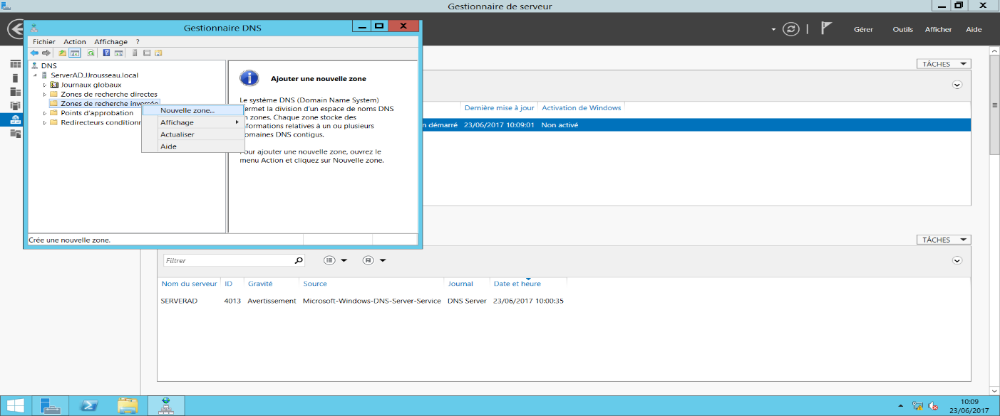 Gestionnaire de serveur
Gérer Outils Afficher Aide
Gestionnaire DNS
Fichier Action Affichage ?
DNS
ServerAD.JJrousseau.local
Journaux globaux
Zones de recherche directes
Zones de recherche inversée
Points d'approbation
Redirecteurs conditionn
Nouvelle zone...
Affichage
Actualiser
Aide
Ajouter une nouvelle zone
Le système DNS (Domain Name System)
permet la division d'un espace de noms DNS
en zones. Chaque zone stocke des
informations relatives à un ou plusieurs
domaines DNS contigus.
Pour ajouter une nouvelle zone, ouvrez le
menu Action et cliquez sur Nouvelle zone.
Crée une nouvelle zone.
TÂCHES
Dernière mise à jour Activation de Windows
n démarré 23/06/2017 10:09:01 Non activé
TÂCHES
Filtrer
Nom du serveur ID Gravité Source Journal Date et heure
SERVERAD 4013 Avertissement Microsoft-Windows-DNS-Server-Service DNS Server 23/06/2017 10:00:35
10:09
23/06/2017